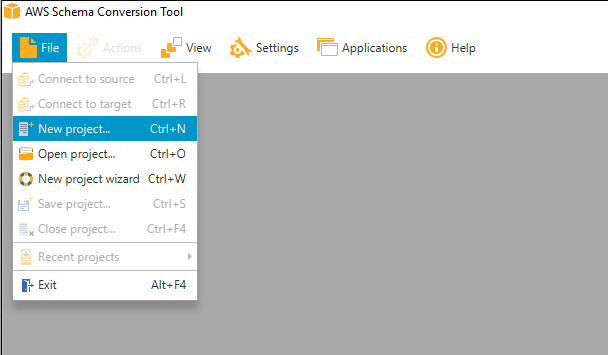 AWS Schema Conversion Tool
File Actions View Settings Applications Help
Connect to source Ctrl+L
Connect to target Ctrl+R
New project... Ctrl+N
Open project... Ctrl+O
New project wizard Ctrl+W
Save project... Ctrl+S
Close project... Ctrl+F4
Recent projects
Exit Alt+F4